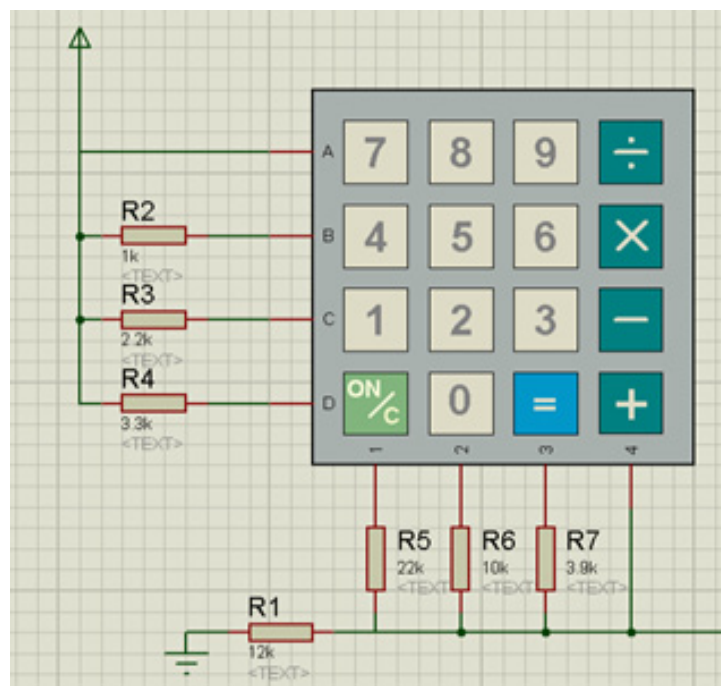 A 7 8 9 ÷
R2
B 4 5 6 ×
1k
<TEXT>
R3
C 1 2 3 −
2.2k
<TEXT>
R4
D ON/C 0 = +
3.3k
<TEXT>
1 2 3 4
R5 R6 R7
22k 10k 3.9k
<TEXT <TEXT <TEXT>
R1
12k
<TEXT>